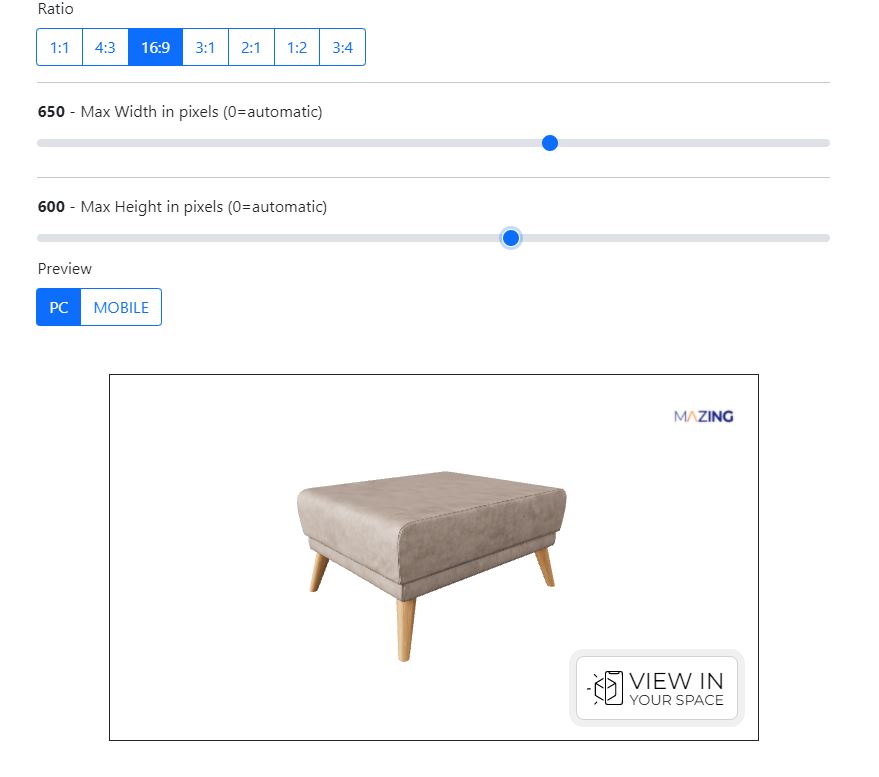 Ratio
1:1 4:3 16:9 3:1 2:1 1:2 3:4
650 - Max Width in pixels (0=automatic)
600 - Max Height in pixels (0=automatic)
Preview
PC MOBILE
MAZING
VIEW IN
YOUR SPACE